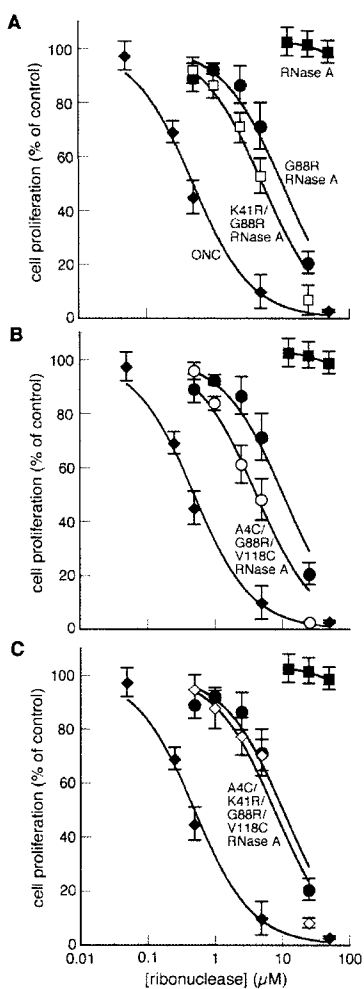 A
cell proliferation (% of control)
100
80
60
40
20
0
RNase A
G88R
RNase A
K41R/
G88R
RNase A
ONC
B
cell proliferation (% of control)
100
80
60
40
20
0
A4C/
G88R/
V118C
RNase A
C
cell proliferation (% of control)
100
80
60
40
20
0
A4C/
K41R/
G88R/
V118C
RNase A
0.01
0.1
1
10
100
[ribonuclease] (µM)